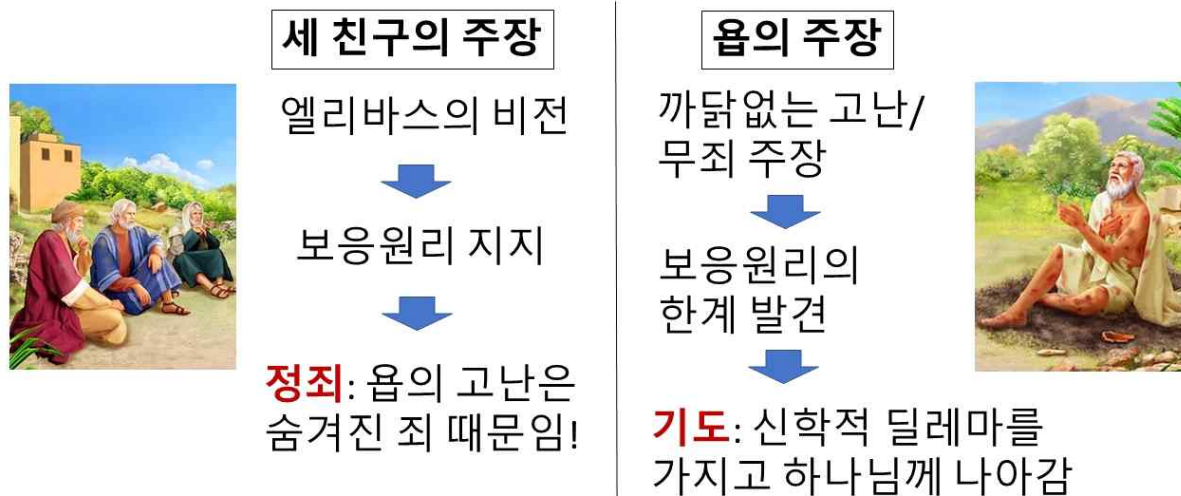 세 친구의 주장
엘리바스의 비전
보응원리 지지
정죄: 욥의 고난은
숨겨진 죄 때문임!
욥의 주장
까닭없는 고난/
무죄 주장
보응원리의
한계 발견
기도: 신학적 딜레마를
가지고 하나님께 나아감